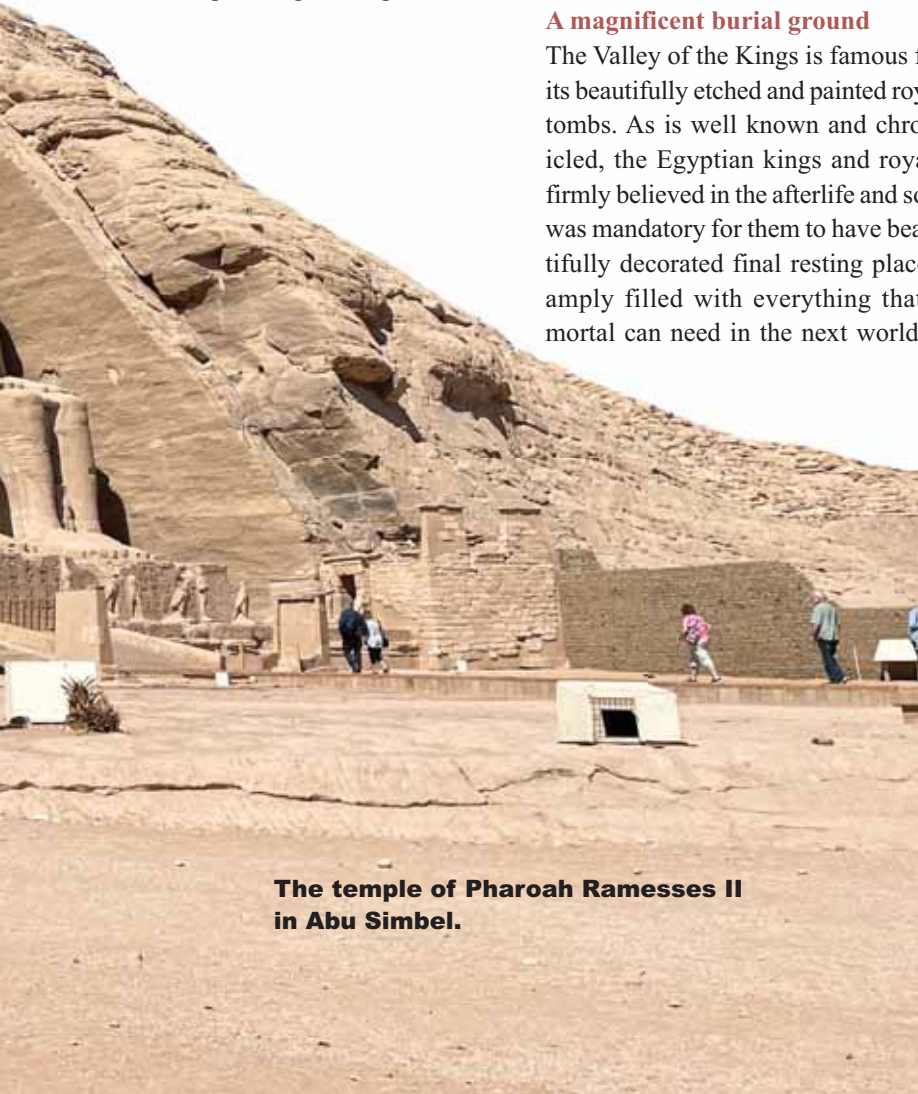 A magnificent burial ground
The Valley of the Kings is famous f
its beautifully etched and painted roy
tombs. As is well known and chro
icled, the Egyptian kings and roya
firmly believed in the afterlife and so
was mandatory for them to have bea
tifully decorated final resting place
amply filled with everything that
mortal can need in the next world
The temple of Pharoah Ramesses II
in Abu Simbel.